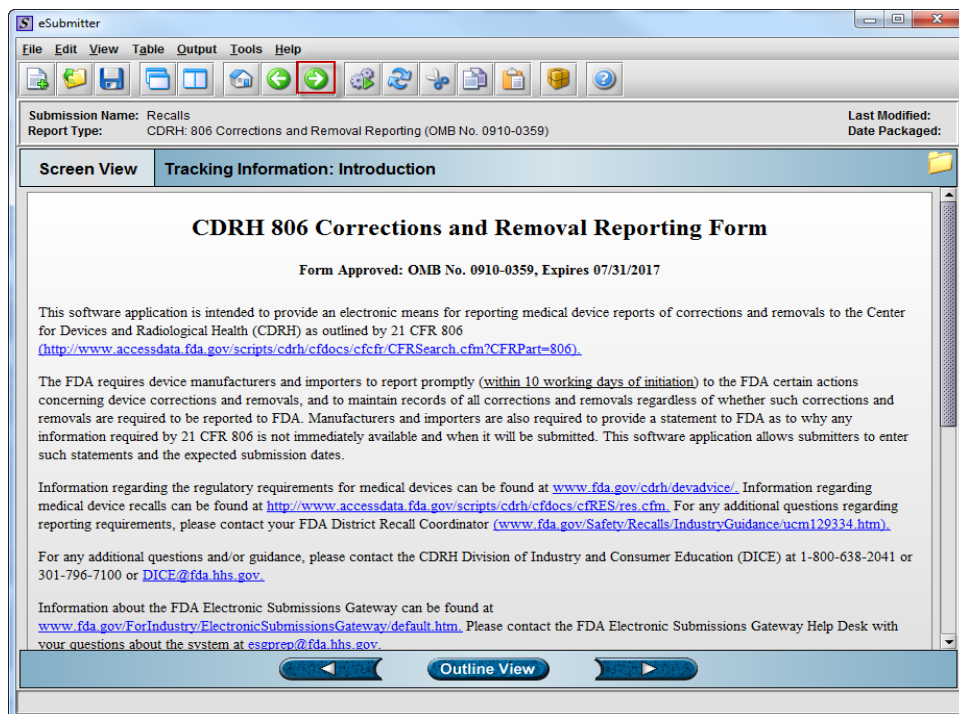 eSubmitter
File Edit View Table Output Tools Help
Submission Name: Recalls
Last Modified:
Report Type: CDRH: 806 Corrections and Removal Reporting (OMB No. 0910-0359)
Date Packaged:
Screen View
Tracking Information: Introduction
CDRH 806 Corrections and Removal Reporting Form
Form Approved: OMB No. 0910-0359, Expires 07/31/2017
This software application is intended to provide an electronic means for reporting medical device reports of corrections and removals to the Center
for Devices and Radiological Health (CDRH) as outlined by 21 CFR 806
(http://www.accessdata.fda.gov/scripts/cdrh/cfdocs/cfcfr/CFRSearch.cfm?CFRPart=806).
The FDA requires device manufacturers and importers to report promptly (within 10 working days of initiation) to the FDA certain actions
concerning device corrections and removals, and to maintain records of all corrections and removals regardless of whether such corrections and
removals are required to be reported to FDA. Manufacturers and importers are also required to provide a statement to FDA as to why any
information required by 21 CFR 806 is not immediately available and when it will be submitted. This software application allows submitters to enter
such statements and the expected submission dates.
Information regarding the regulatory requirements for medical devices can be found at www.fda.gov/cdrh/devadvice/. Information regarding
medical device recalls can be found at http://www.accessdata.fda.gov/scripts/cdrh/cfdocs/cfRES/res.cfm. For any additional questions regarding
reporting requirements, please contact your FDA District Recall Coordinator (www.fda.gov/Safety/Recalls/IndustryGuidance/ucm129334.htm).
For any additional questions and/or guidance, please contact the CDRH Division of Industry and Consumer Education (DICE) at 1-800-638-2041 or
301-796-7100 or DICE@fda.hhs.gov.
Information about the FDA Electronic Submissions Gateway can be found at
www.fda.gov/ForIndustry/ElectronicSubmissionsGateway/default.htm. Please contact the FDA Electronic Submissions Gateway Help Desk with
your questions about the system at esgprep@fda.hhs.gov.
Outline View